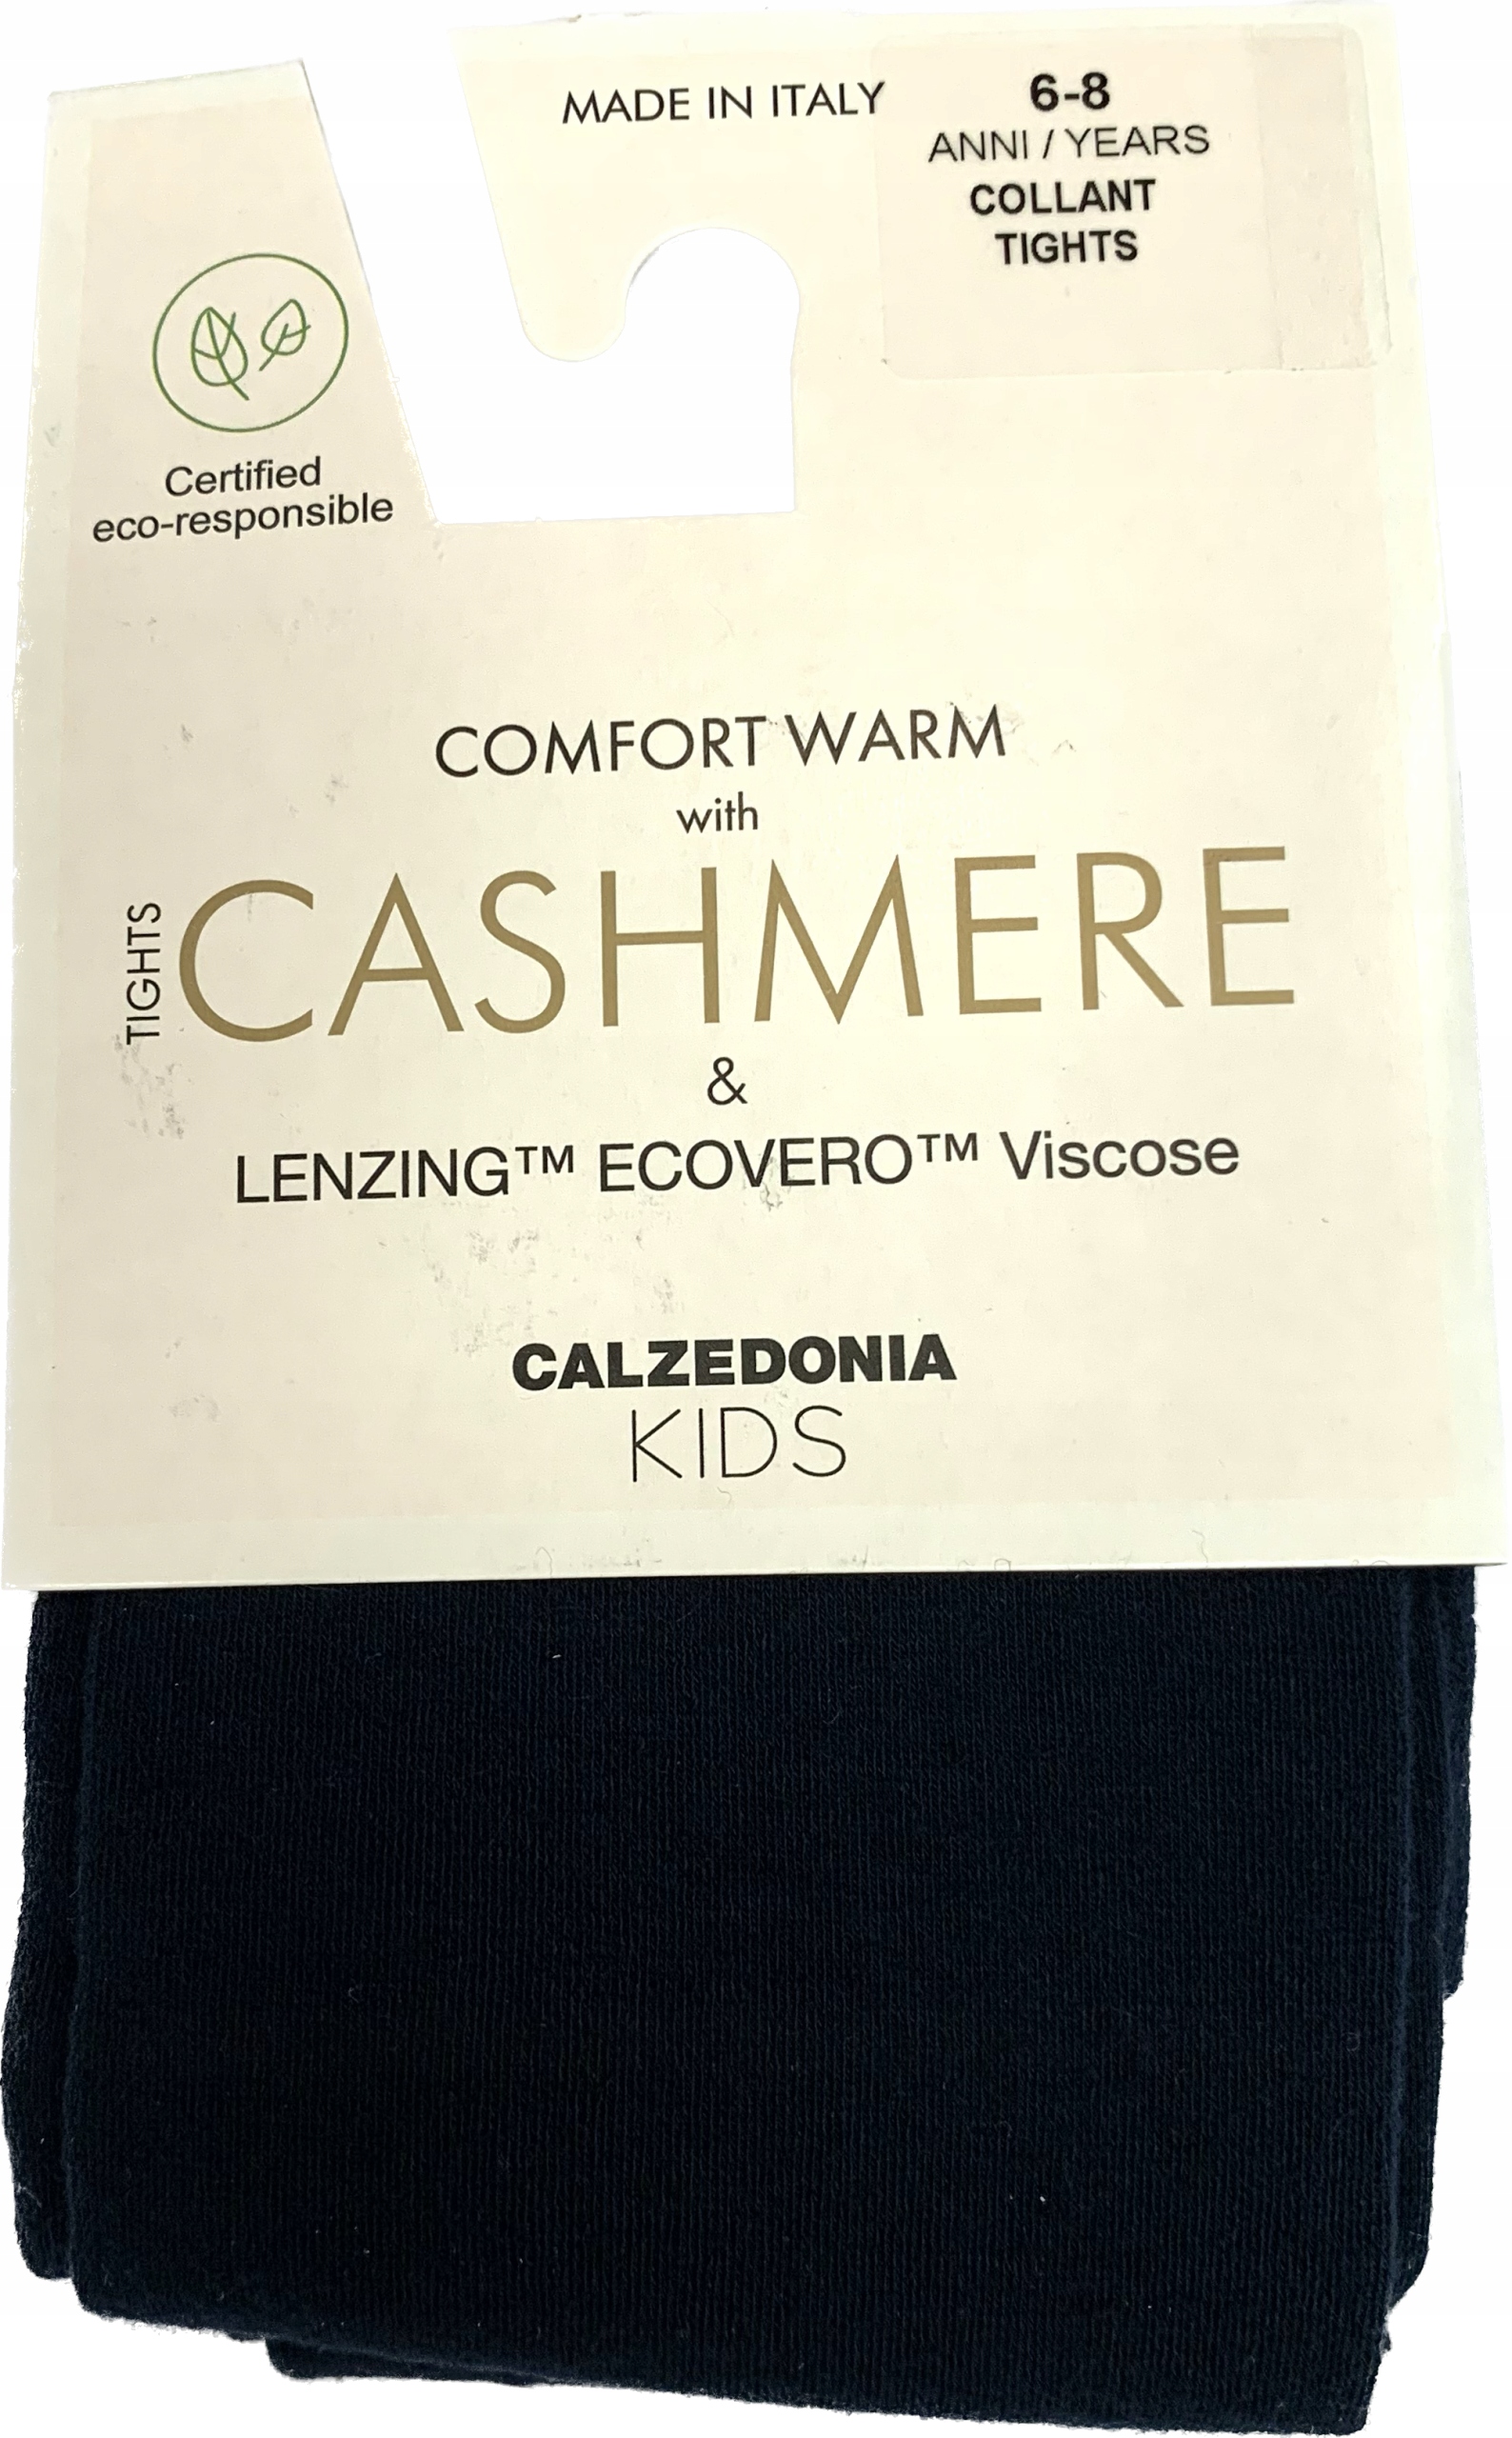 MADE IN ITALY
6-8
ANNI / YEARS
COLLANT
TIGHTS
Certified
eco-responsible
COMFORT WARM
with
TIGHTS
CASHMERE
&
LENZING™ ECOVERO™ Viscose
CALZEDONIA
KIDS